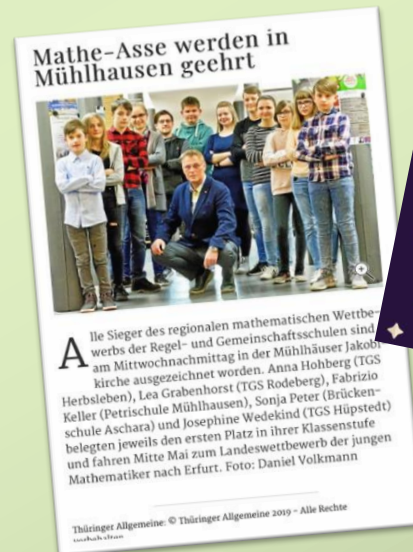 Mathe-Asse werden in
Mühlhausen geehrt
Alle Sieger des regionalen mathematischen Wettbe-
werbs der Regel- und Gemeinschaftsschulen sind
am Mittwochnachmittag in der Mühlhäuser Jakobi-
kirche ausgezeichnet worden. Anna Hohberg (TGS
Herbsleben), Lea Grabenhorst (TGS Rodeberg), Fabrizio
Keller (Petrischule Mühlhausen), Sonja Peter (Brücken-
schule Aschara) und Josephine Wedekind (TGS Hüpstedt)
belegten jeweils den ersten Platz in ihrer Klassenstufe
und fahren Mitte Mai zum Landeswettbewerb der jungen
Mathematiker nach Erfurt. Foto: Daniel Volkmann
Thüringer Allgemeine: © Thüringer Allgemeine 2019 - Alle Rechte